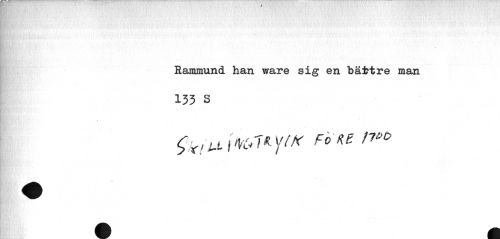 Rammund han ware sig en bättre man
133 S
SKILLINGTRYCK FÖRE 1700